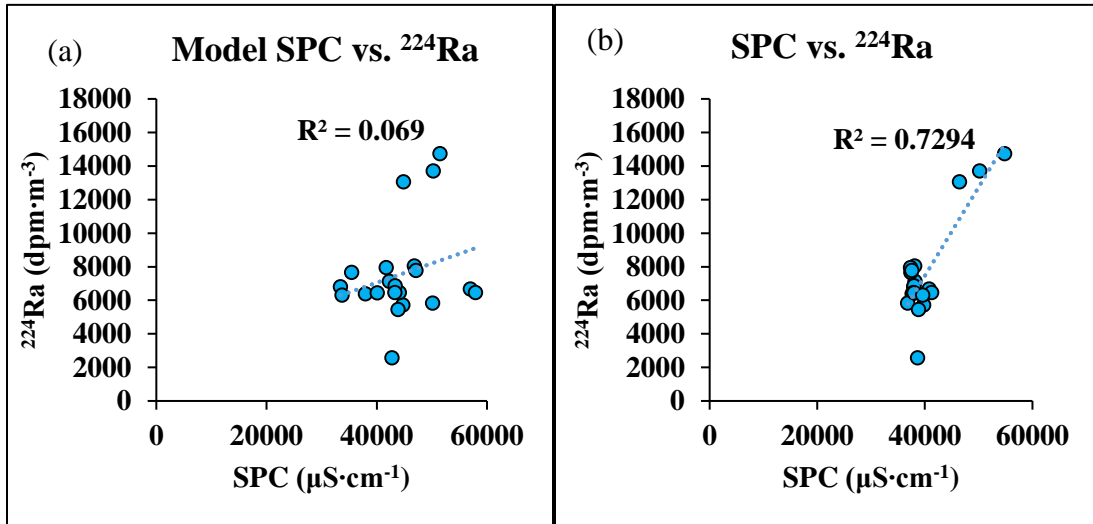 (a)
Model SPC vs. ²²⁴Ra
18000
16000
14000
12000
10000
8000
6000
4000
2000
0
R² = 0.069
²²⁴Ra (dpm·m⁻³)
0 20000 40000 60000
SPC (µS·cm⁻¹)
(b)
SPC vs. ²²⁴Ra
18000
16000
14000
12000
10000
8000
6000
4000
2000
0
R² = 0.7294
²²⁴Ra (dpm·m⁻³)
0 20000 40000 60000
SPC (µS·cm⁻¹)